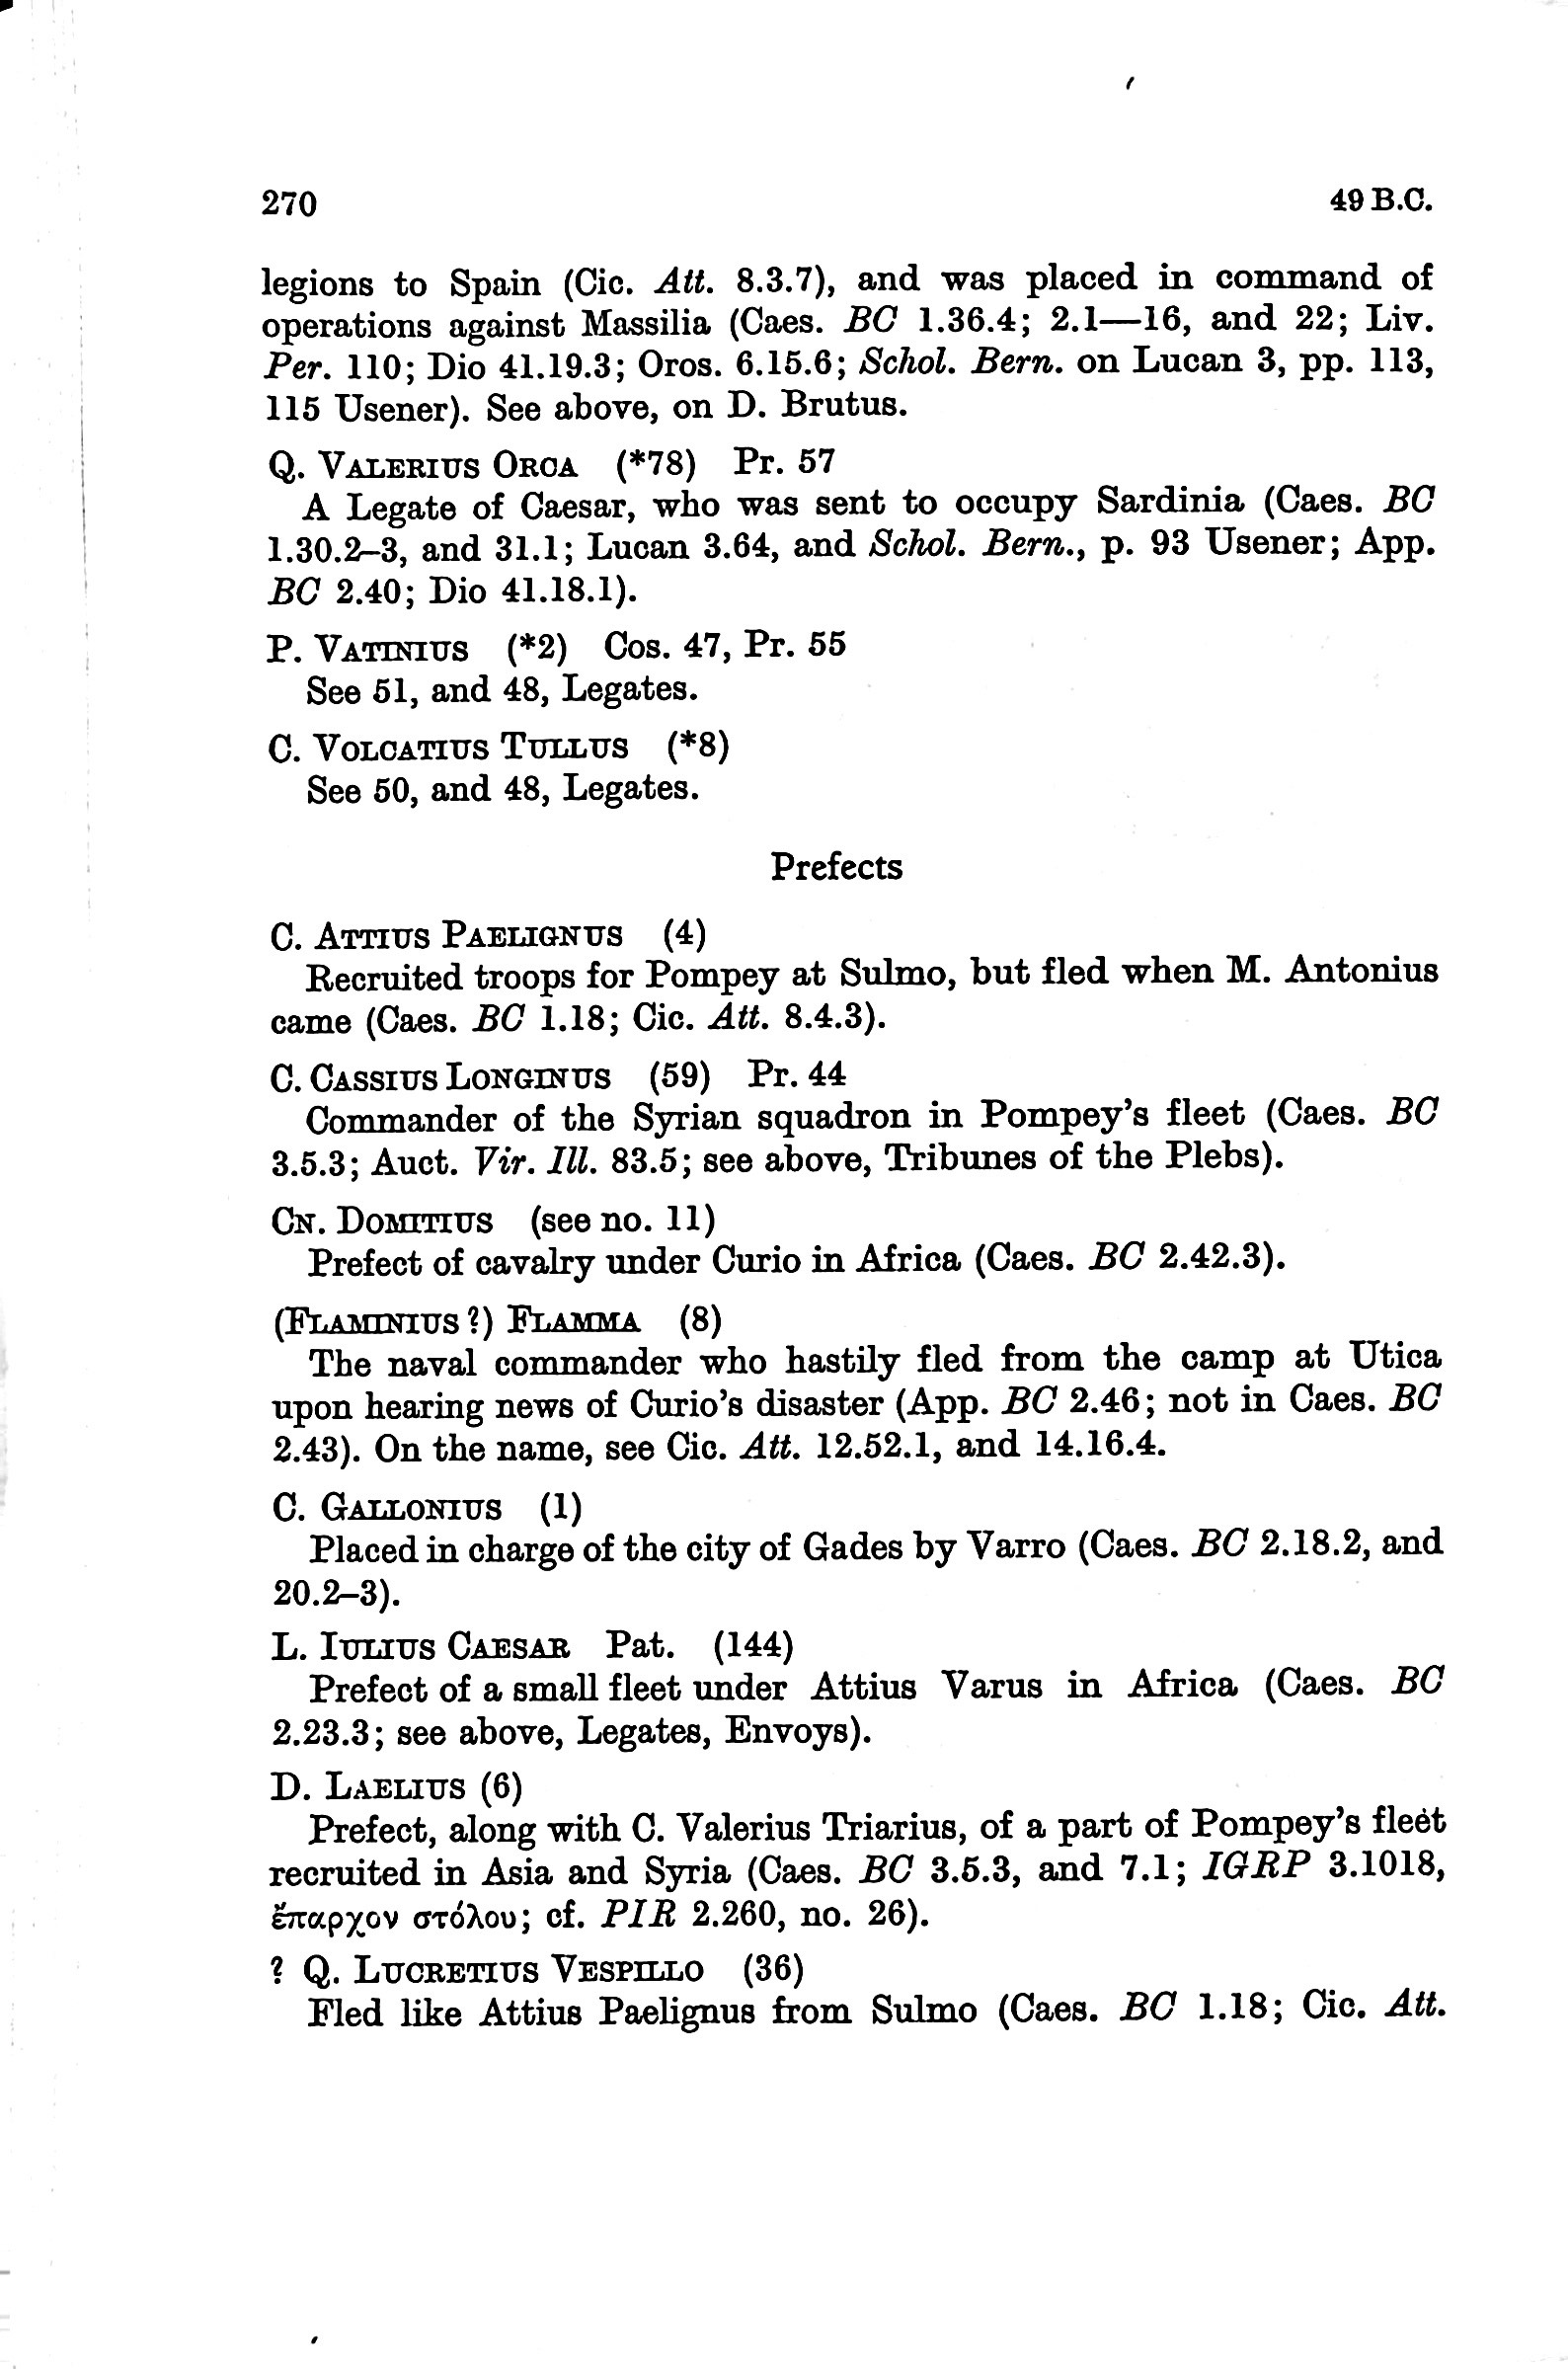 270 49 B.C.
legions to Spain (Cic. Att. 8.3.7), and was placed in command of
operations against Massilia (Caes. BC 1.36.4; 2.1—16, and 22; Liv.
Per. 110; Dio 41.19.3; Oros. 6.15.6; Schol. Bern. on Lucan 3, pp. 113,
115 Usener). See above, on D. Brutus.
Q. VALERIUS ORCA (*78) Pr. 57
A Legate of Caesar, who was sent to occupy Sardinia (Caes. BC
1.30.2–3, and 31.1; Lucan 3.64, and Schol. Bern., p. 93 Usener; App.
BC 2.40; Dio 41.18.1).
P. VATINIUS (*2) Cos. 47, Pr. 55
See 51, and 48, Legates.
C. VOLCATIUS TULLUS (*8)
See 50, and 48, Legates.
Prefects
C. ATTIUS PAELIGNUS (4)
Recruited troops for Pompey at Sulmo, but fled when M. Antonius
came (Caes. BC 1.18; Cic. Att. 8.4.3).
C. CASSIUS LONGINUS (59) Pr. 44
Commander of the Syrian squadron in Pompey's fleet (Caes. BC
3.5.3; Auct. Vir. Ill. 83.5; see above, Tribunes of the Plebs).
CN. DOMITIUS (see no. 11)
Prefect of cavalry under Curio in Africa (Caes. BC 2.42.3).
(FLAMINIUS ?) FLAMMA (8)
The naval commander who hastily fled from the camp at Utica
upon hearing news of Curio's disaster (App. BC 2.46; not in Caes. BC
2.43). On the name, see Cic. Att. 12.52.1, and 14.16.4.
C. GALLONIUS (1)
Placed in charge of the city of Gades by Varro (Caes. BC 2.18.2, and
20.2–3).
L. IULIUS CAESAR Pat. (144)
Prefect of a small fleet under Attius Varus in Africa (Caes. BC
2.23.3; see above, Legates, Envoys).
D. LAELIUS (6)
Prefect, along with C. Valerius Triarius, of a part of Pompey's fleet
recruited in Asia and Syria (Caes. BC 3.5.3, and 7.1; IGRP 3.1018,
ἔπαρχον στόλου; cf. PIR 2.260, no. 26).
? Q. LUCRETIUS VESPILLO (36)
Fled like Attius Paelignus from Sulmo (Caes. BC 1.18; Cic. Att.